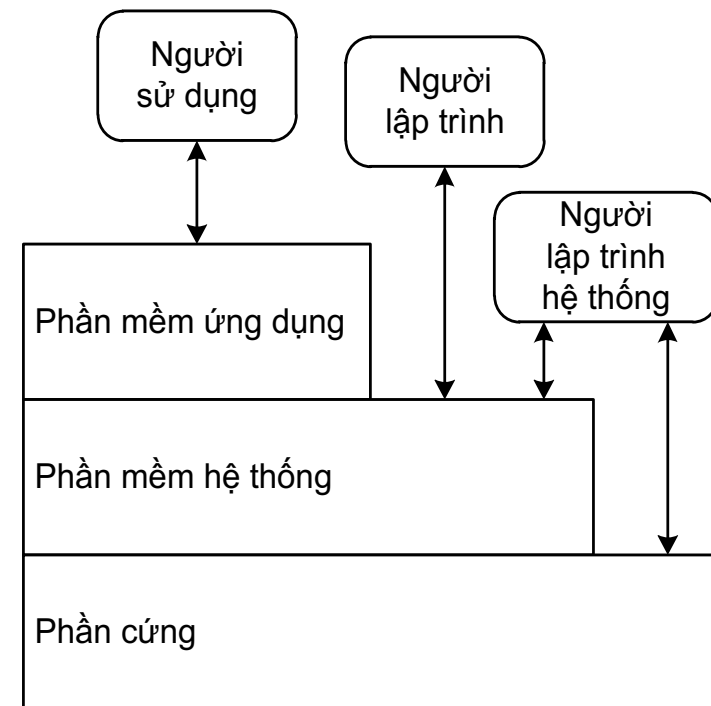 Người
sử dụng
Người
lập trình
Người
lập trình
hệ thống
Phần mềm ứng dụng
Phần mềm hệ thống
Phần cứng